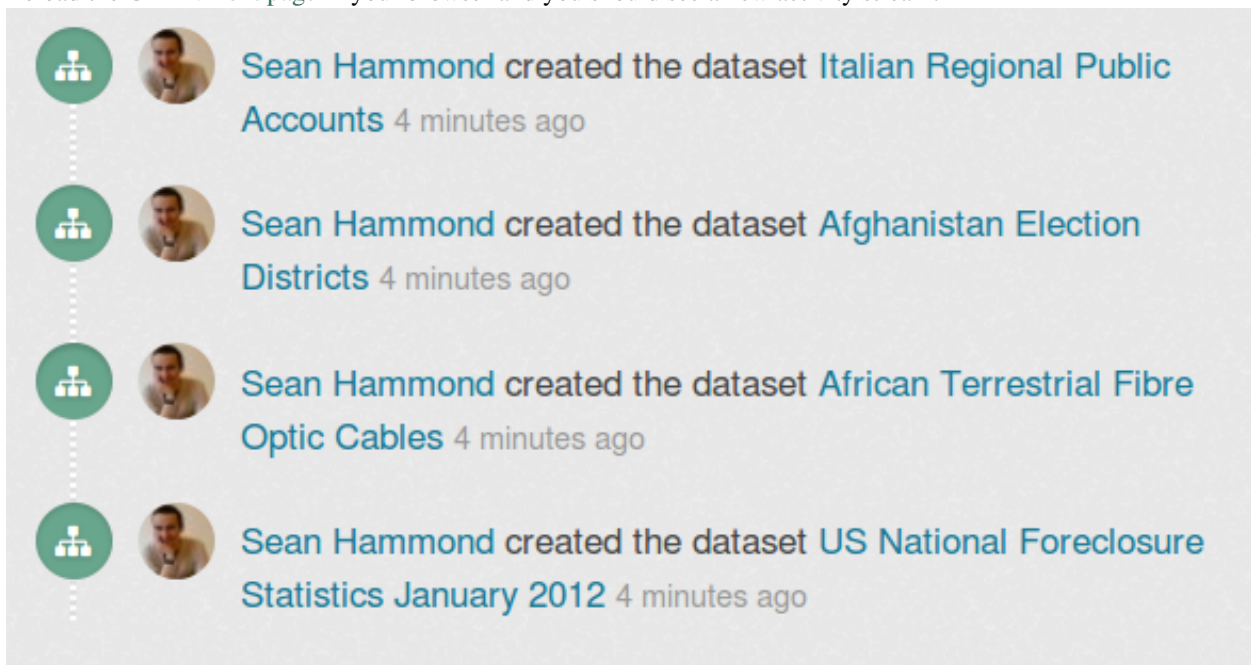 Sean Hammond created the dataset Italian Regional Public
Accounts 4 minutes ago
Sean Hammond created the dataset Afghanistan Election
Districts 4 minutes ago
Sean Hammond created the dataset African Terrestrial Fibre
Optic Cables 4 minutes ago
Sean Hammond created the dataset US National Foreclosure
Statistics January 2012 4 minutes ago